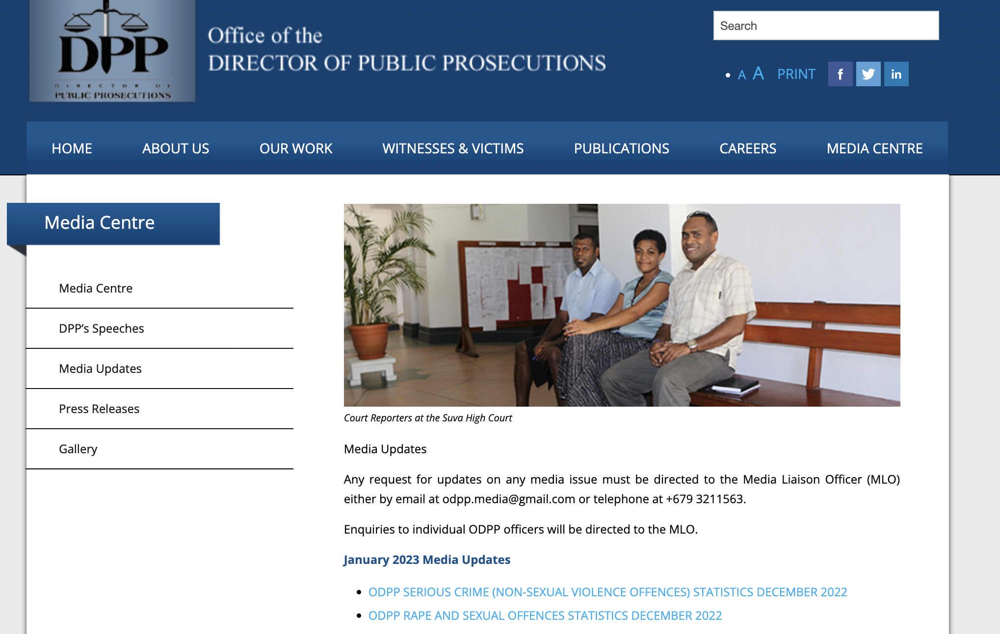 DPP
DIRECTOR OF
PUBLIC PROSECUTIONS
Office of the
DIRECTOR OF PUBLIC PROSECUTIONS
Search
A A PRINT
HOME ABOUT US OUR WORK WITNESSES & VICTIMS PUBLICATIONS CAREERS MEDIA CENTRE
Media Centre
Media Centre
DPP’s Speeches
Media Updates
Press Releases
Gallery
Court Reporters at the Suva High Court
Media Updates
Any request for updates on any media issue must be directed to the Media Liaison Officer (MLO)
either by email at odpp.media@gmail.com or telephone at +679 3211563.
Enquiries to individual ODPP officers will be directed to the MLO.
January 2023 Media Updates
ODPP SERIOUS CRIME (NON-SEXUAL VIOLENCE OFFENCES) STATISTICS DECEMBER 2022
ODPP RAPE AND SEXUAL OFFENCES STATISTICS DECEMBER 2022